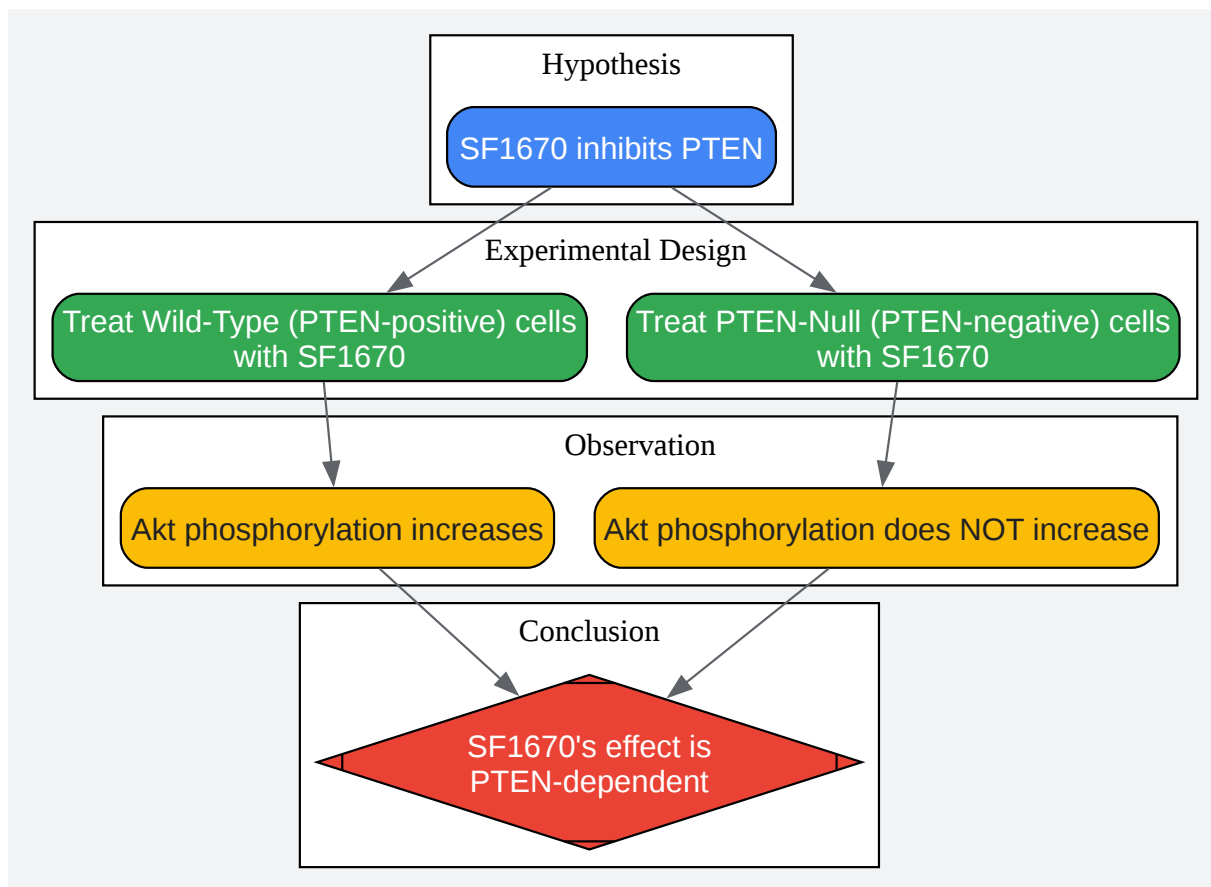 Hypothesis
SF1670 inhibits PTEN
Experimental Design
Treat Wild-Type (PTEN-positive) cells
with SF1670
Treat PTEN-Null (PTEN-negative) cells
with SF1670
Observation
Akt phosphorylation increases
Akt phosphorylation does NOT increase
Conclusion
SF1670's effect is
PTEN-dependent